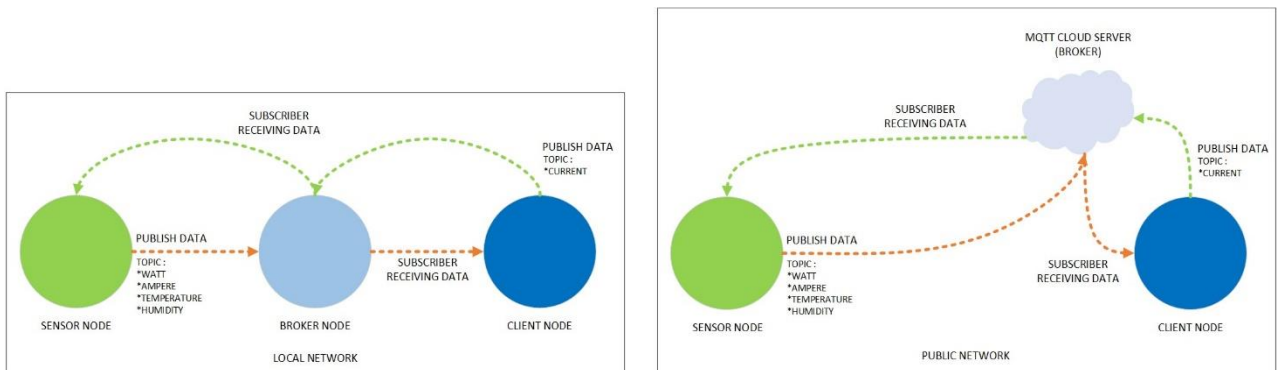 SUBSCRIBER
RECEIVING DATA
PUBLISH DATA
TOPIC :
*CURRENT
PUBLISH DATA
TOPIC :
*WATT
*AMPERE
*TEMPERATURE
*HUMIDITY
SUBSCRIBER
RECEIVING DATA
SENSOR NODE
BROKER NODE
CLIENT NODE
LOCAL NETWORK
MQTT CLOUD SERVER
(BROKER)
SUBSCRIBER
RECEIVING DATA
PUBLISH DATA
TOPIC :
*CURRENT
PUBLISH DATA
TOPIC :
*WATT
*AMPERE
*TEMPERATURE
*HUMIDITY
SUBSCRIBER
RECEIVING DATA
SENSOR NODE
CLIENT NODE
PUBLIC NETWORK